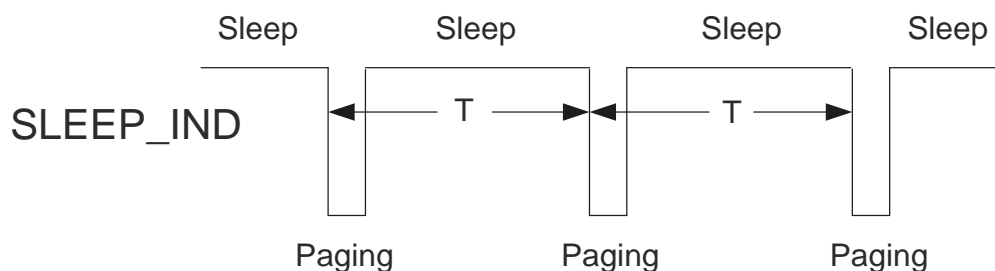 Sleep Sleep Sleep Sleep
SLEEP_IND
T T
Paging Paging Paging